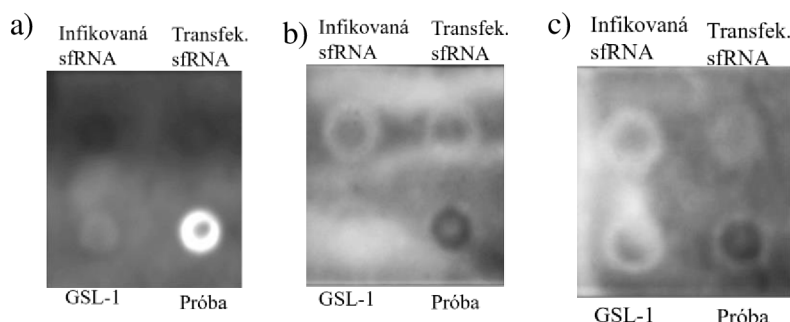 a)
Infikovaná
sfRNA
Transfek.
sfRNA
GSL-1
Próba
b)
Infikovaná
sfRNA
Transfek.
sfRNA
GSL-1
Próba
c)
Infikovaná
sfRNA
Transfek.
sfRNA
GSL-1
Próba